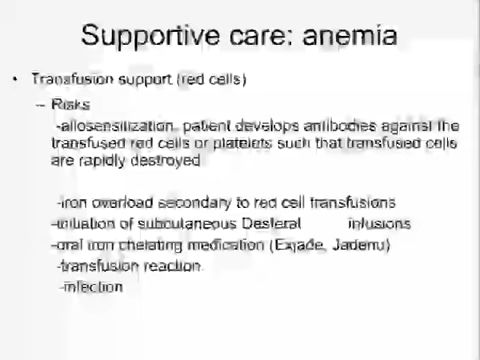 Supportive care: anemia
• Transfusion support (red cells)
– Risks
-allosensitization, patient develops antibodies against the
transfused red cells or platelets such that transfused cells
are rapidly destroyed
-iron overload secondary to red cell transfusions
-initiation of subcutaneous Desferal infusions
-oral iron chelating medication (Exjade, Jadenu)
-transfusion reaction
-infection